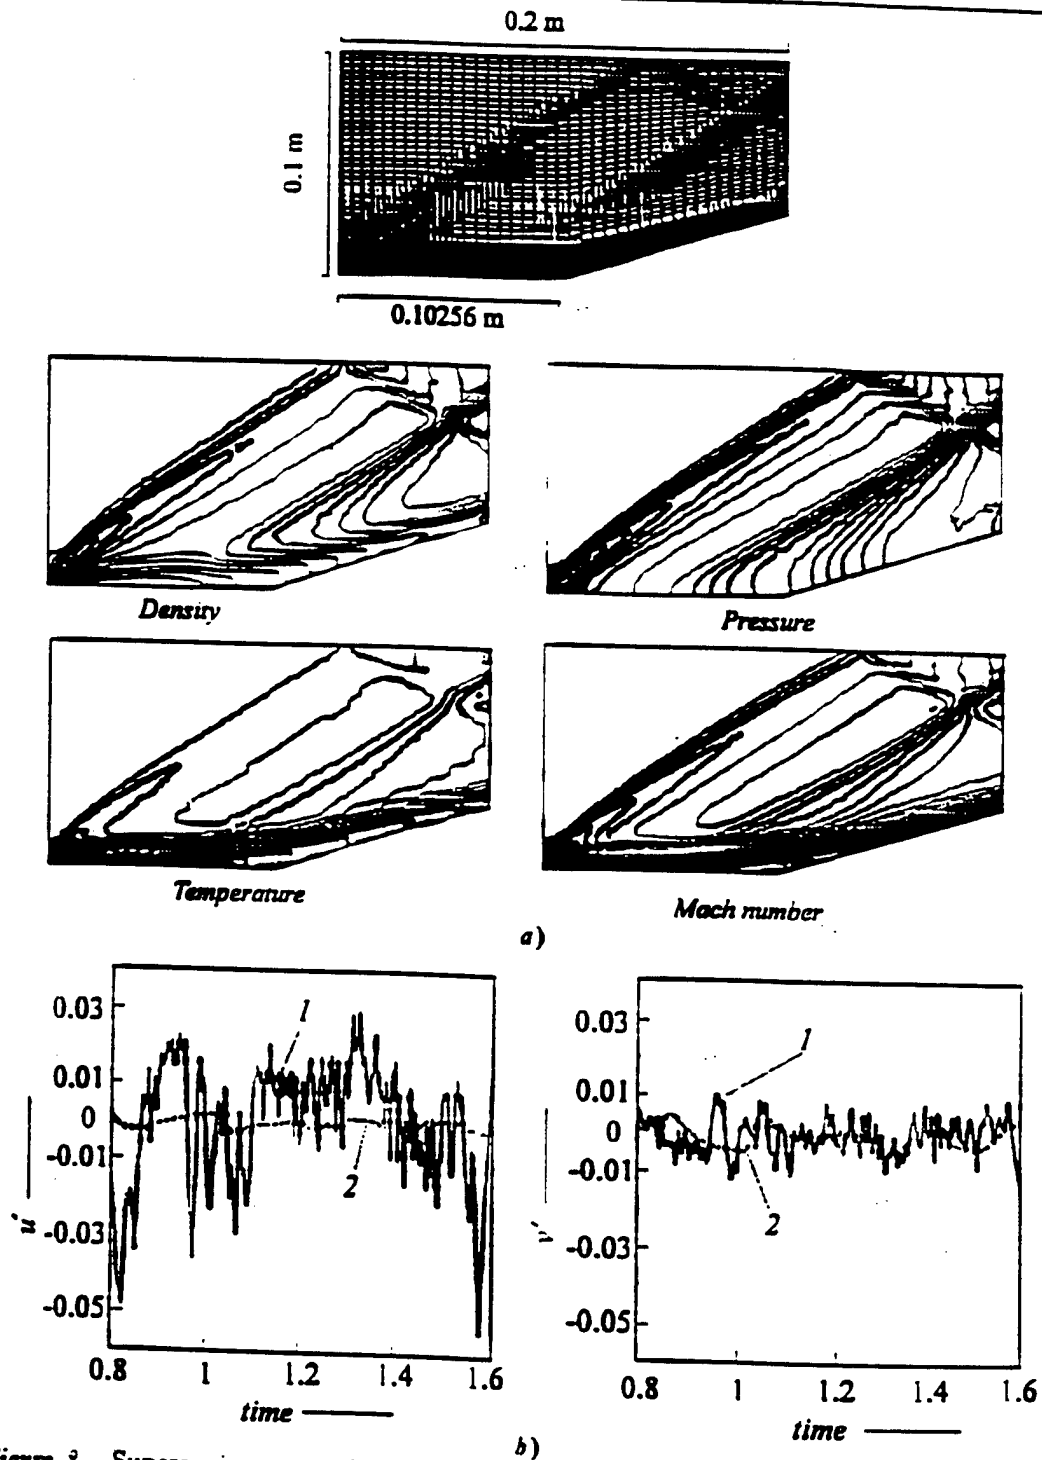 0.2 m
0.1 m
0.10256 m
Density
Pressure
Temperature
Mach number
a)
0.03
0.01
0
-0.01
-0.03
-0.05
u'
1
2
0.8 1 1.2 1.4 1.6
time
0.03
0.01
0
-0.01
-0.03
-0.05
v'
1
2
0.8 1 1.2 1.4 1.6
time
b)